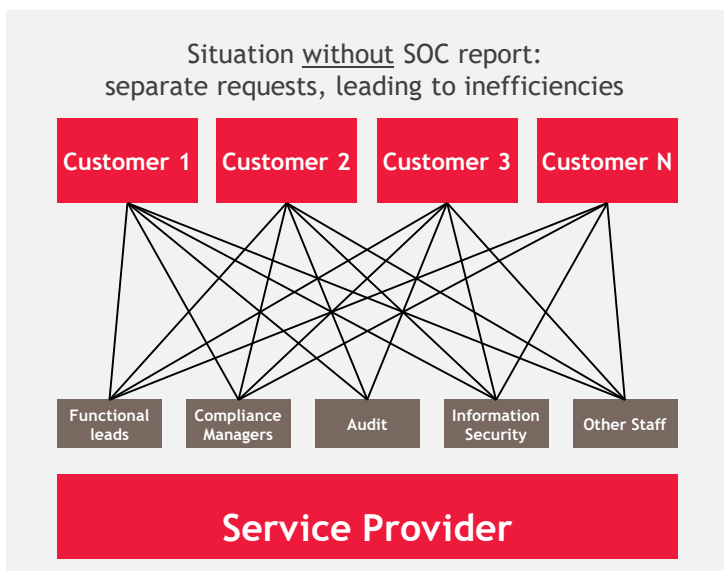 Situation without SOC report:
separate requests, leading to inefficiencies
Customer 1
Customer 2
Customer 3
Customer N
Functional
leads
Compliance
Managers
Audit
Information
Security
Other Staff
Service Provider